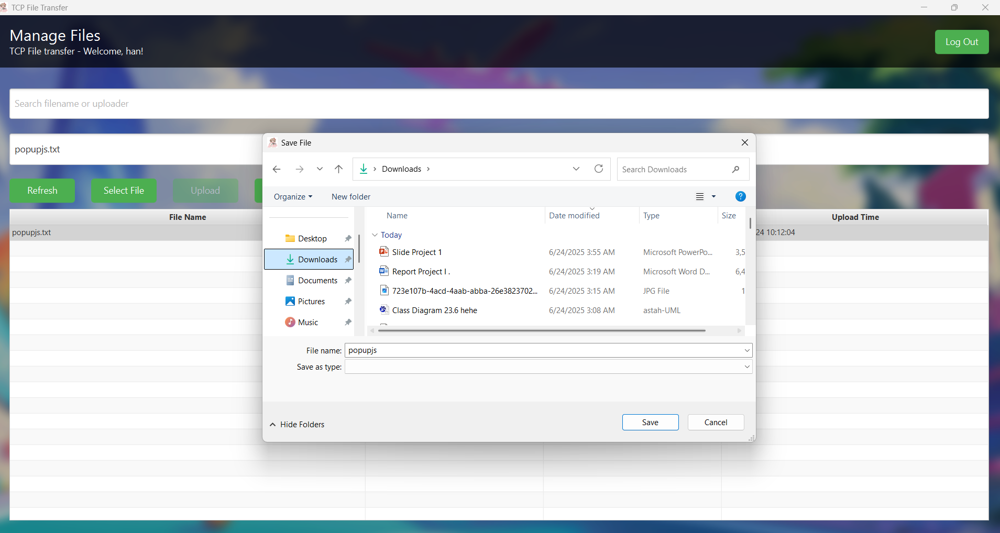 TCP File Transfer
Manage Files
TCP File transfer - Welcome, han!
Log Out
Search filename or uploader
popupjs.txt
Refresh
Select File
Upload
File Name
Upload Time
popupjs.txt
24 10:12:04
Save File
Downloads
Search Downloads
Organize
New folder
Name
Date modified
Type
Size
Desktop
Downloads
Documents
Pictures
Music
Today
Slide Project 1 6/24/2025 3:55 AM Microsoft PowerPo... 3,5
Report Project I . 6/24/2025 3:19 AM Microsoft Word D... 6,4
723e107b-4acd-4aab-abba-26e3823702... 6/24/2025 3:15 AM JPG File 1
Class Diagram 23.6 hehe 6/24/2025 3:08 AM astah-UML
File name: popupjs
Save as type:
Hide Folders
Save
Cancel